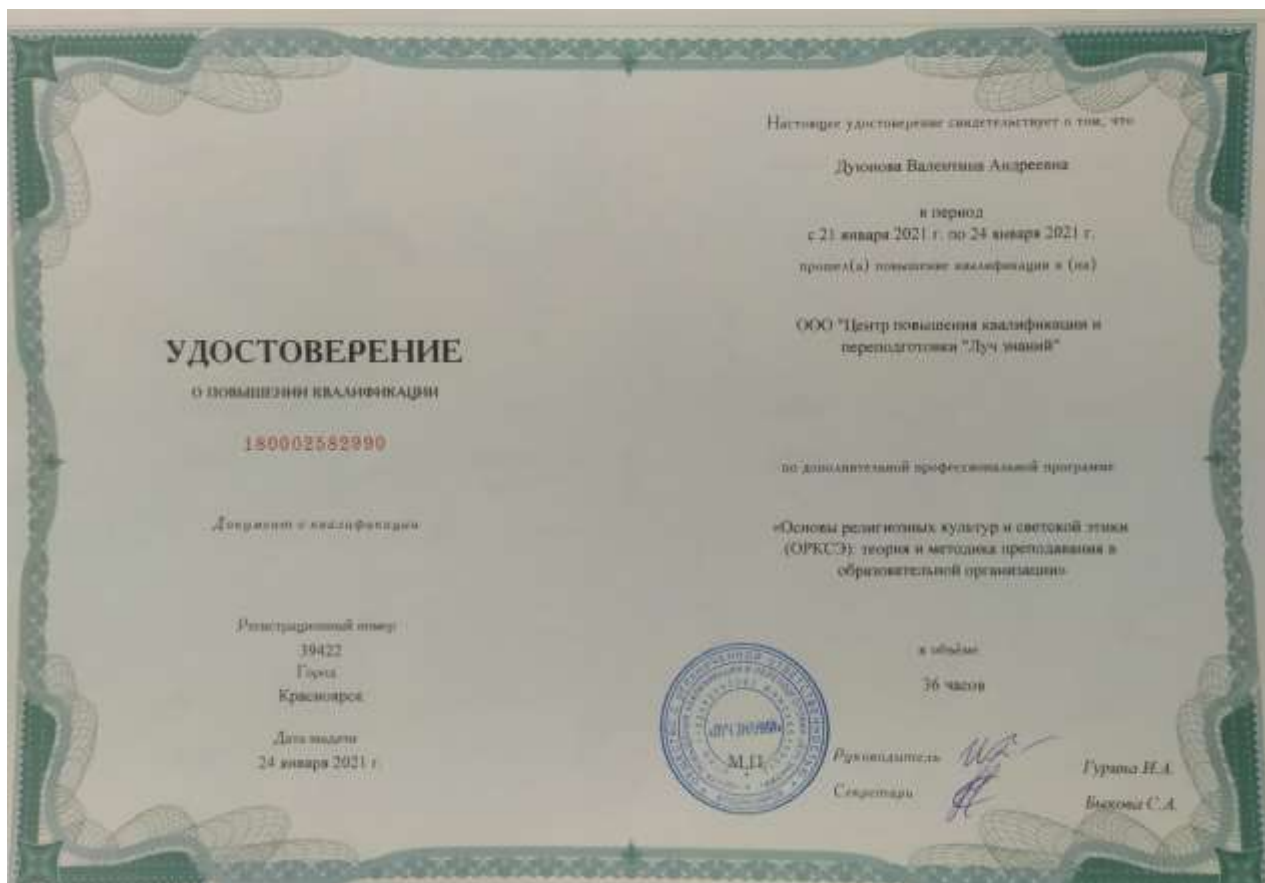 УДОСТОВЕРЕНИЕ
О ПОВЫШЕНИИ КВАЛИФИКАЦИИ
180002582990
Документ о квалификации
Регистрационный номер
39422
Город
Красноярск
Дата выдачи
24 января 2021 г.
Настоящее удостоверение свидетельствует о том, что
Дуюнова Валентина Андреевна
в период
с 21 января 2021 г. по 24 января 2021 г.
прошел(а) повышение квалификации в (на)
ООО "Центр повышения квалификации и
переподготовки "Луч знаний"
по дополнительной профессиональной программе
«Основы религиозных культур и светской этики
(ОРКСЭ): теория и методика преподавания в
образовательной организации»
в объёме
36 часов
«ЛУЧ ЗНАНИЙ»
М.П.
Руководитель
Гурина И.А.
Секретарь
Быкова С.А.